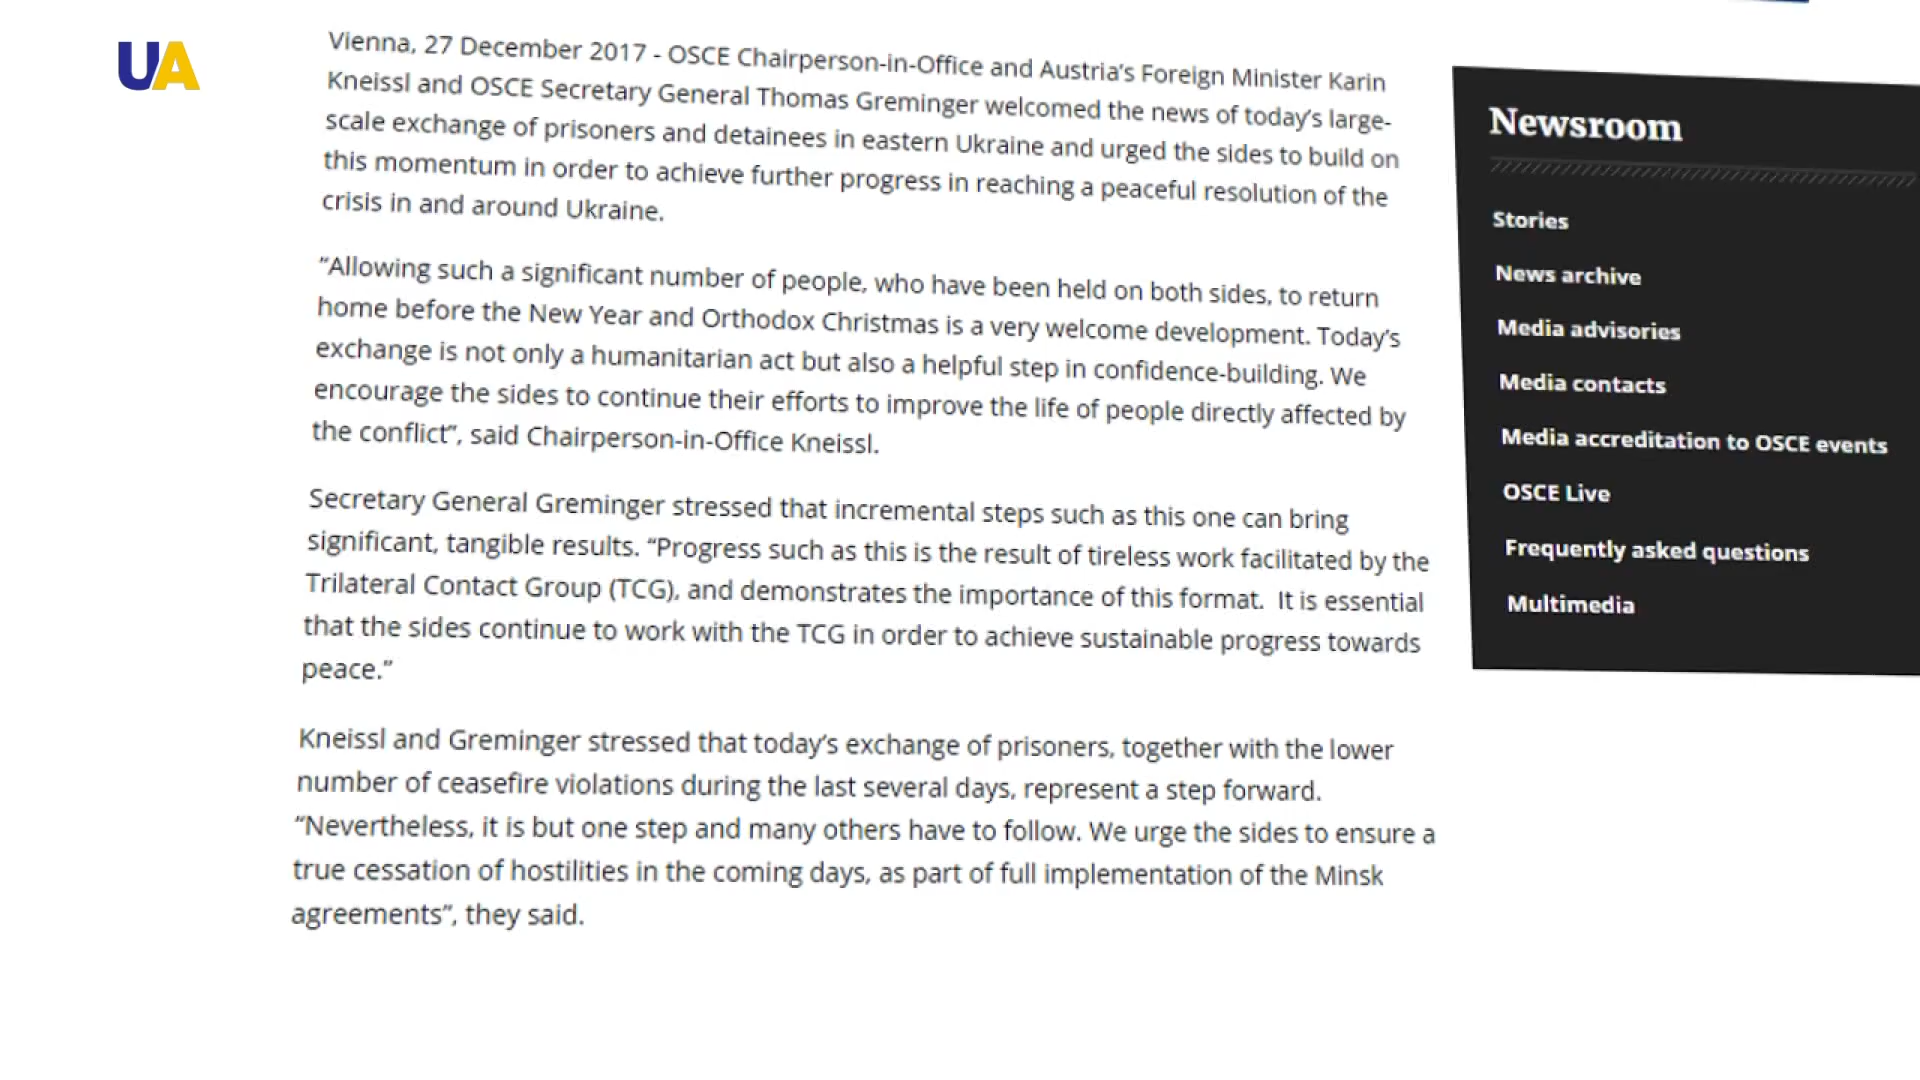 UA
Vienna, 27 December 2017 - OSCE Chairperson-in-Office and Austria's Foreign Minister Karin
Kneissl and OSCE Secretary General Thomas Greminger welcomed the news of today's large-
scale exchange of prisoners and detainees in eastern Ukraine and urged the sides to build on
this momentum in order to achieve further progress in reaching a peaceful resolution of the
crisis in and around Ukraine.
“Allowing such a significant number of people, who have been held on both sides, to return
home before the New Year and Orthodox Christmas is a very welcome development. Today's
exchange is not only a humanitarian act but also a helpful step in confidence-building. We
encourage the sides to continue their efforts to improve the life of people directly affected by
the conflict”, said Chairperson-in-Office Kneissl.
Secretary General Greminger stressed that incremental steps such as this one can bring
significant, tangible results. “Progress such as this is the result of tireless work facilitated by the
Trilateral Contact Group (TCG), and demonstrates the importance of this format.  It is essential
that the sides continue to work with the TCG in order to achieve sustainable progress towards
peace.”
Kneissl and Greminger stressed that today's exchange of prisoners, together with the lower
number of ceasefire violations during the last several days, represent a step forward.
“Nevertheless, it is but one step and many others have to follow. We urge the sides to ensure a
true cessation of hostilities in the coming days, as part of full implementation of the Minsk
agreements”, they said.
Newsroom
Stories
News archive
Media advisories
Media contacts
Media accreditation to OSCE events
OSCE Live
Frequently asked questions
Multimedia